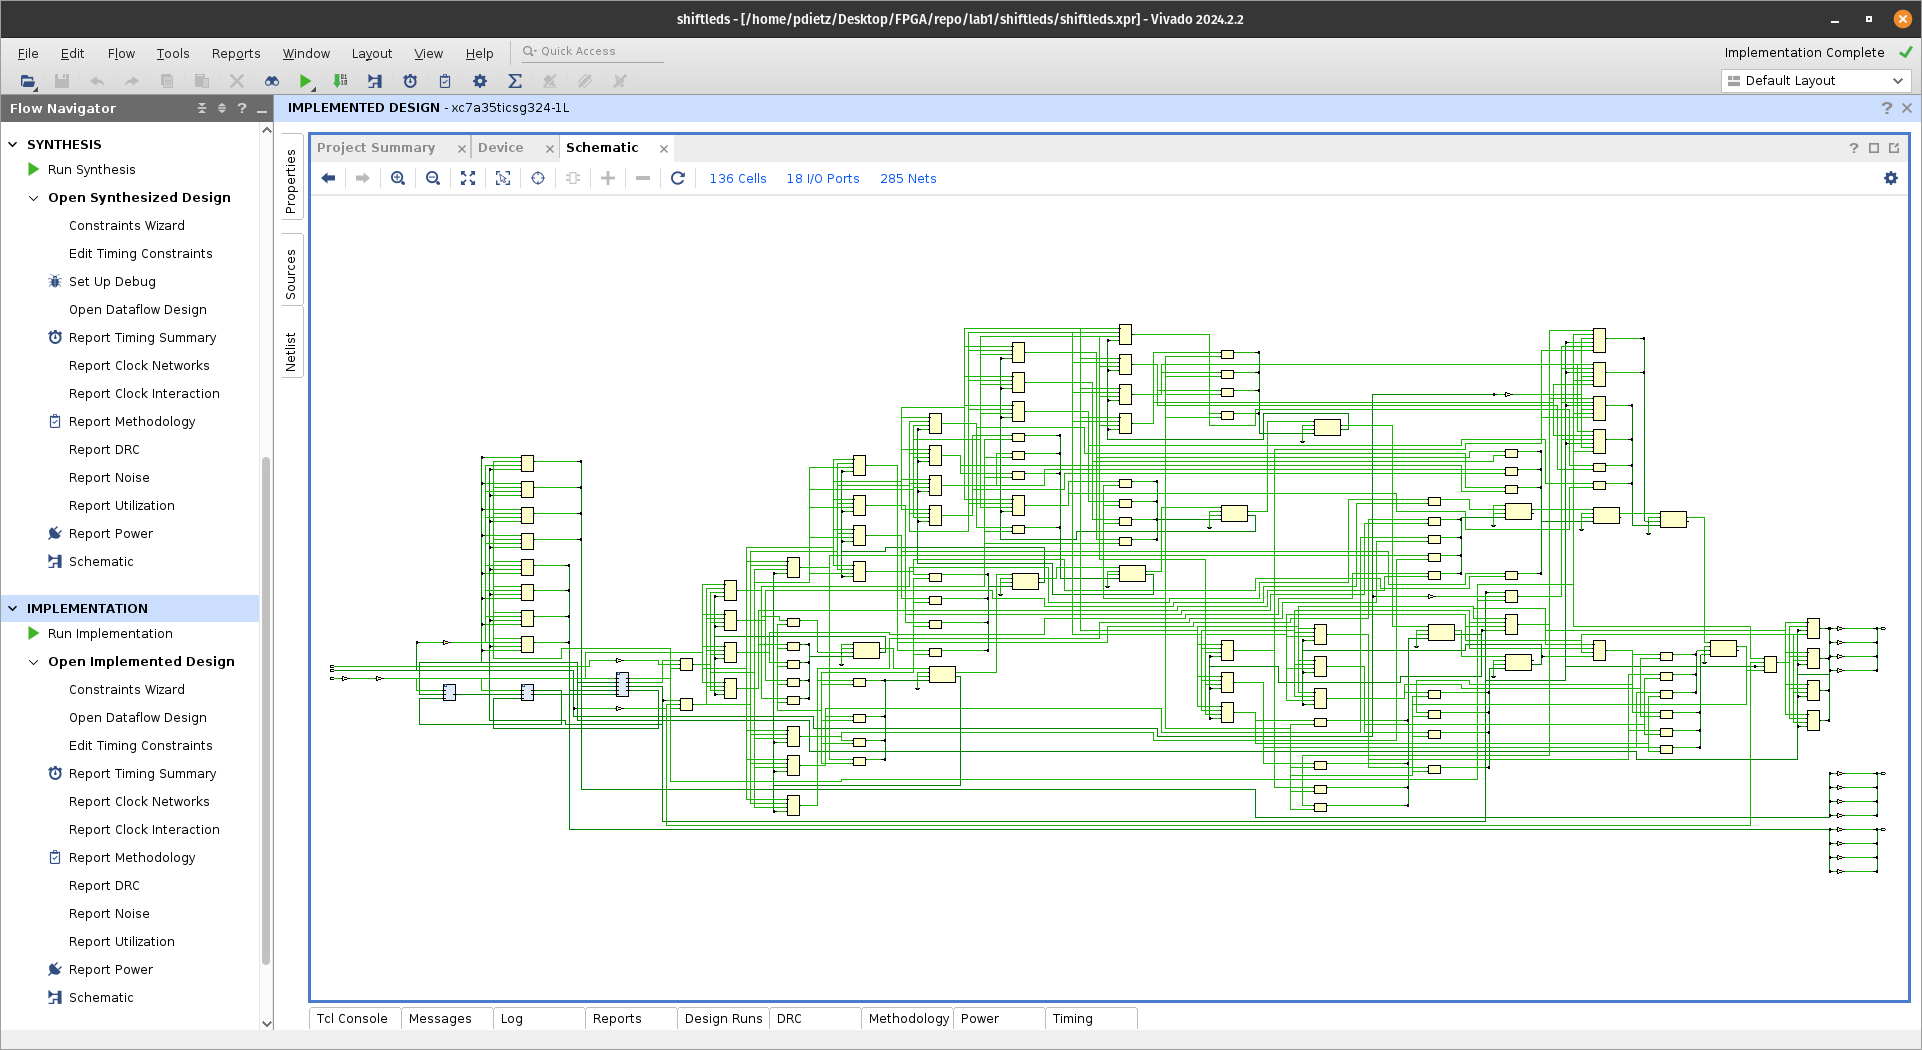 shiftleds - [/home/pdietz/Desktop/FPGA/repo/lab1/shiftleds/shiftleds.xpr] - Vivado 2024.2.2
File Edit Flow Tools Reports Window Layout View Help Quick Access
Implementation Complete
Default Layout
Flow Navigator
IMPLEMENTED DESIGN - xc7a35ticsg324-1L
SYNTHESIS
Run Synthesis
Open Synthesized Design
Constraints Wizard
Edit Timing Constraints
Set Up Debug
Open Dataflow Design
Report Timing Summary
Report Clock Networks
Report Clock Interaction
Report Methodology
Report DRC
Report Noise
Report Utilization
Report Power
Schematic
IMPLEMENTATION
Run Implementation
Open Implemented Design
Constraints Wizard
Open Dataflow Design
Edit Timing Constraints
Report Timing Summary
Report Clock Networks
Report Clock Interaction
Report Methodology
Report DRC
Report Noise
Report Utilization
Report Power
Schematic
Properties
Sources
Netlist
Project Summary Device Schematic
136 Cells 18 I/O Ports 285 Nets
Tcl Console Messages Log Reports Design Runs DRC Methodology Power Timing